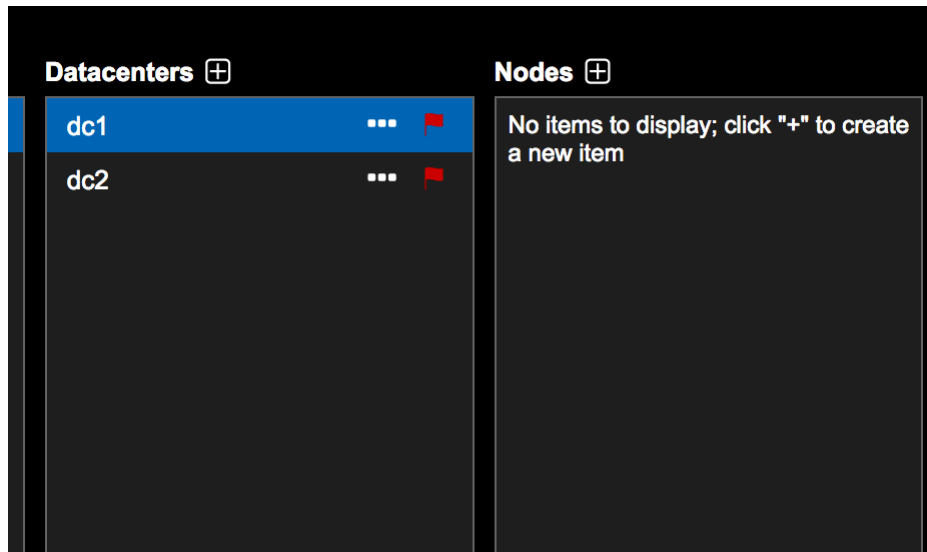 Datacenters
Nodes
dc1
dc2
No items to display; click "+" to create
a new item